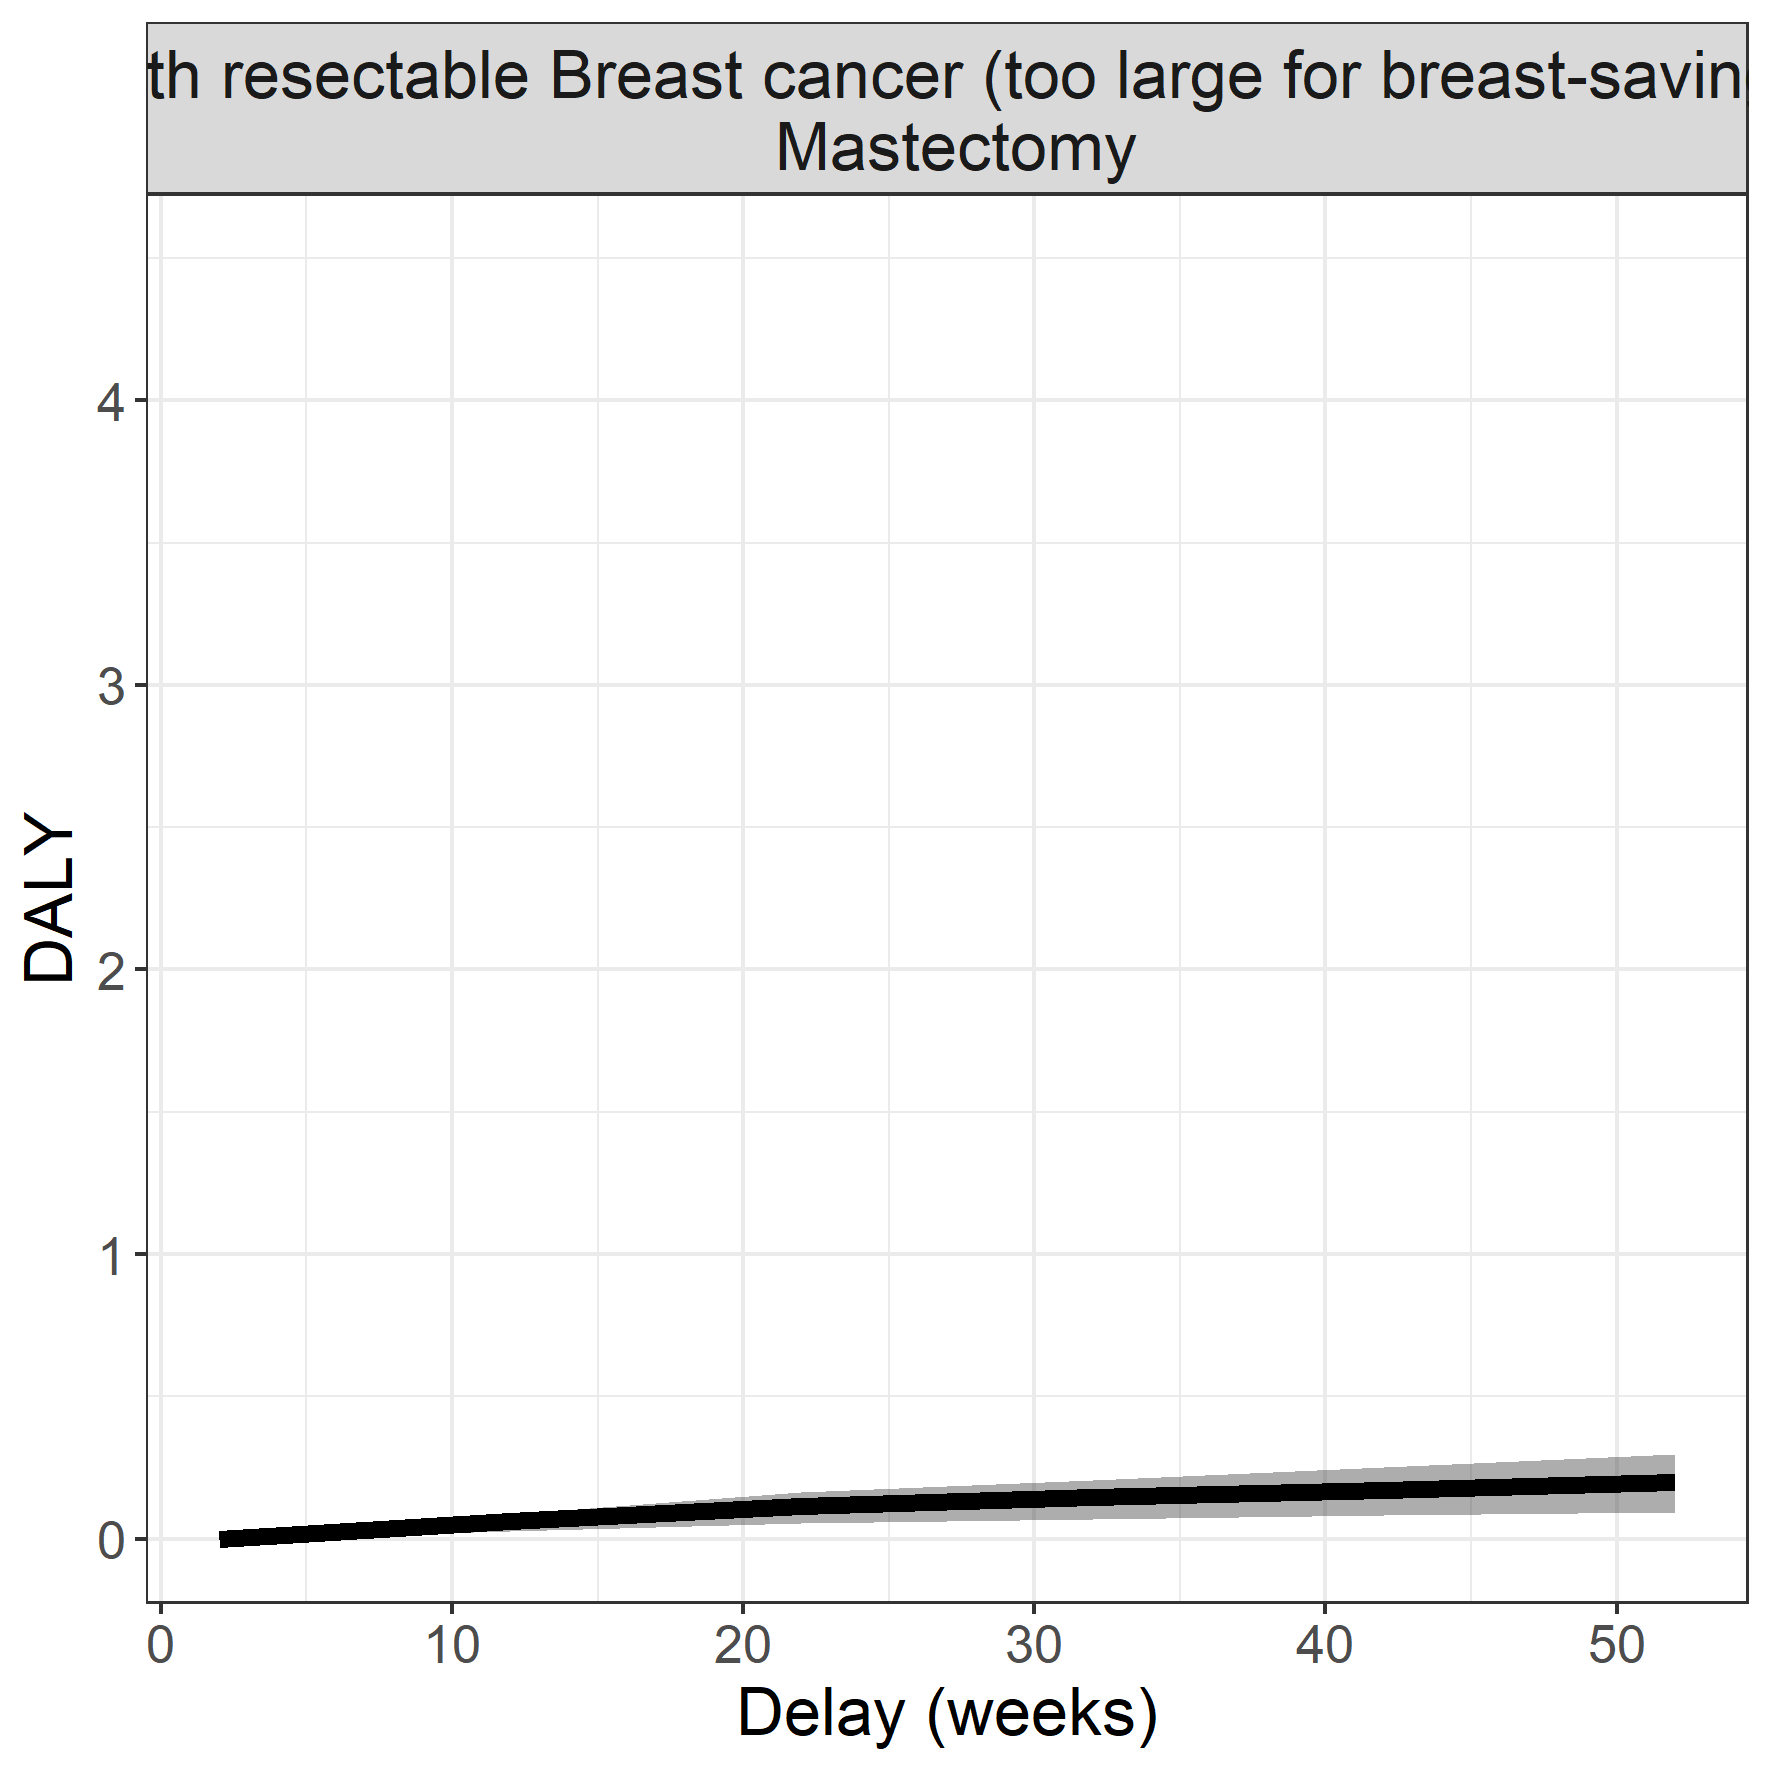 th resectable Breast cancer (too large for breast-saving
Mastectomy
4
3
2
1
0
DALY
0 10 20 30 40 50
Delay (weeks)